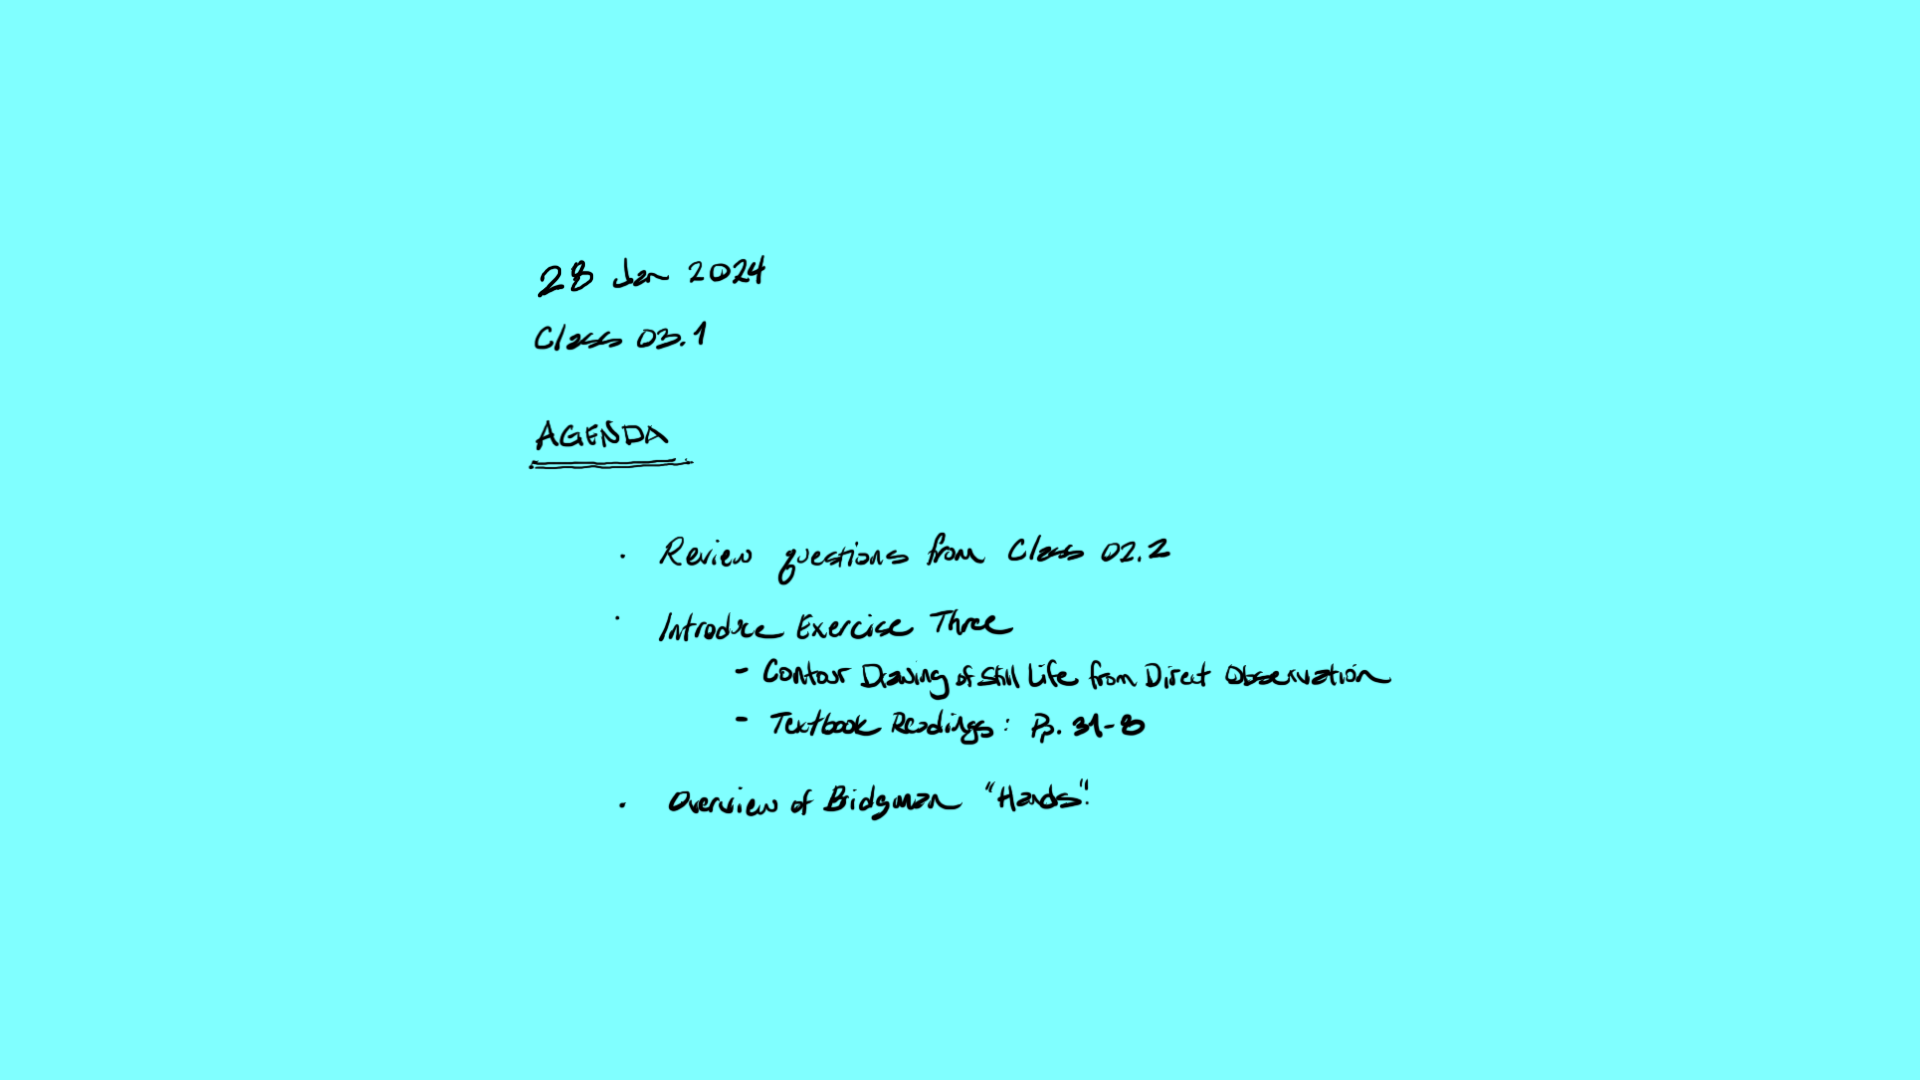 28 Jan 2024
Class 03.1
AGENDA
· Review questions from Class 02.2
· Introduce Exercise Three
- Contour Drawing of Still Life from Direct Observation
- Textbook Readings: Pp. 31-8
· Overview of Bridgman "Hands".